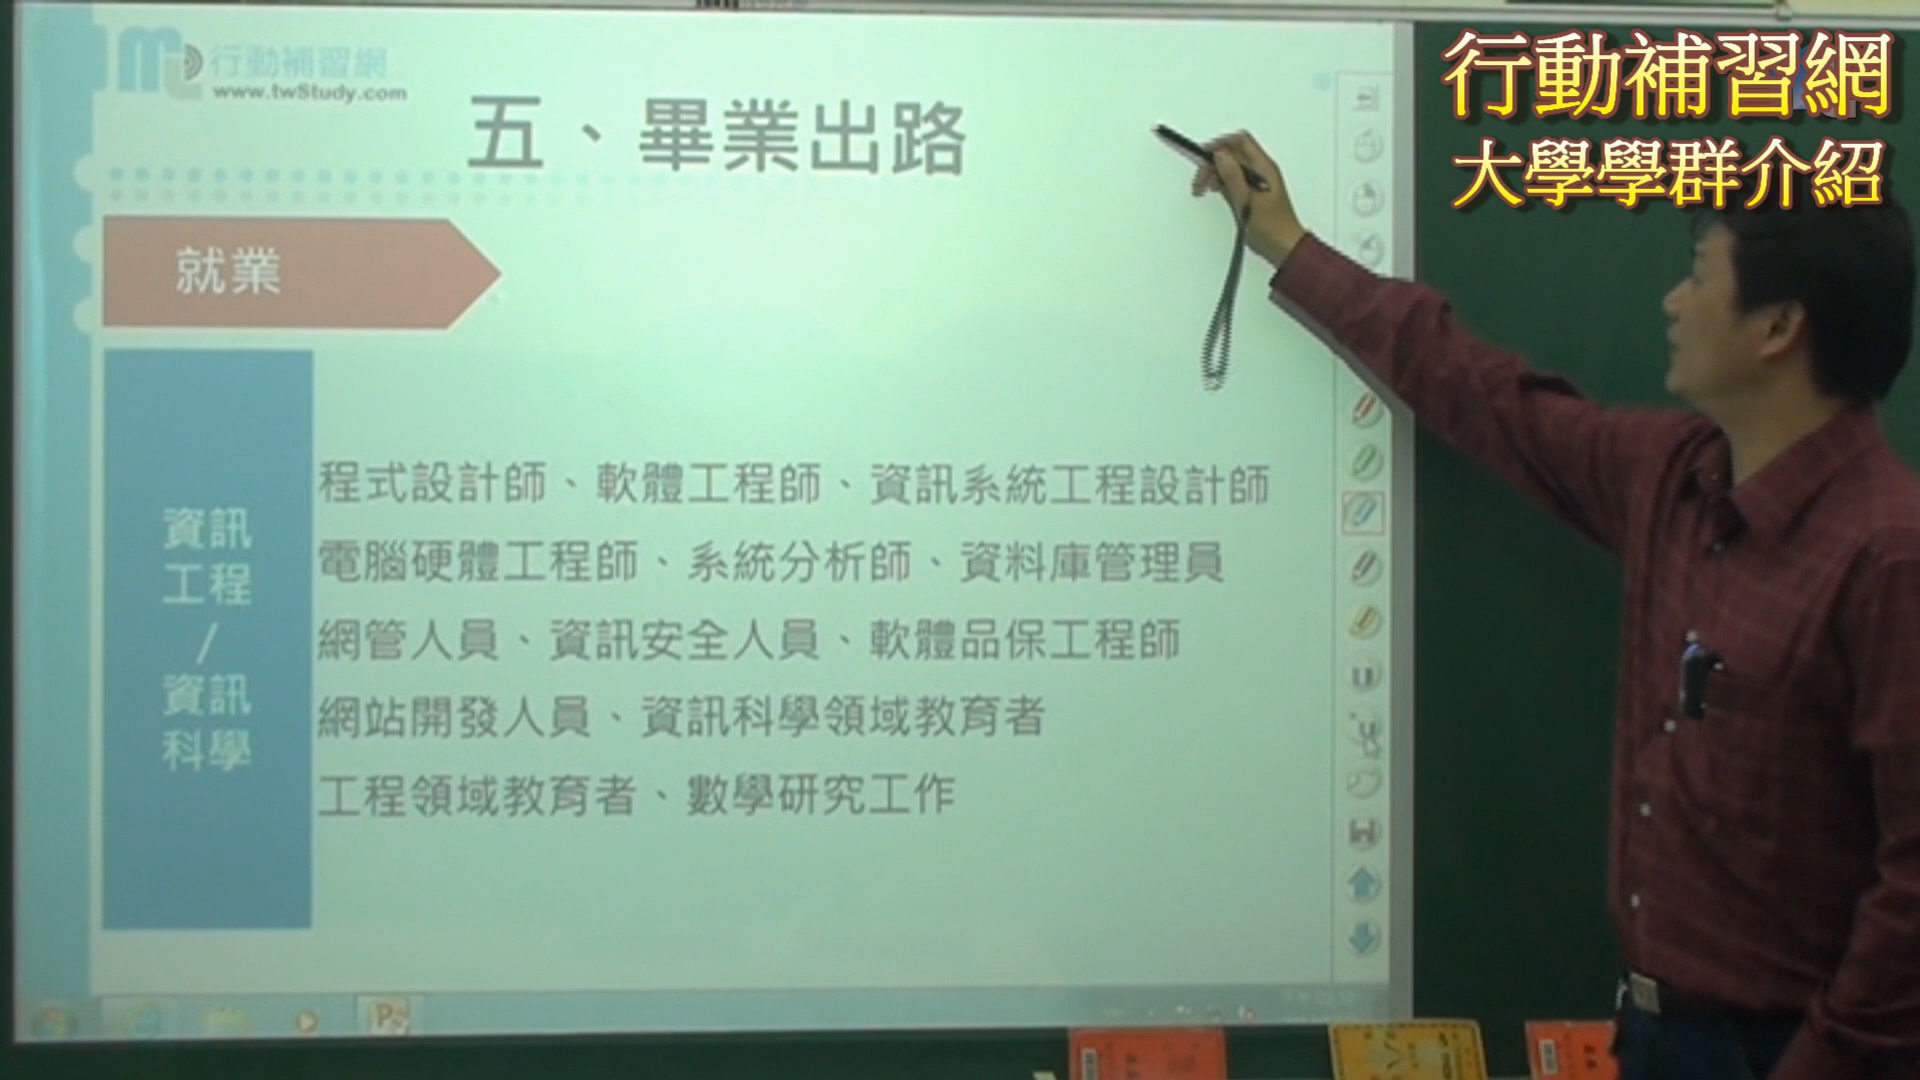 行動補習網
www.twStudy.com
行動補習網
大學學群介紹
五、畢業出路
就業
資訊
工程
/
資訊
科學
程式設計師、軟體工程師、資訊系統工程設計師
電腦硬體工程師、系統分析師、資料庫管理員
網管人員、資訊安全人員、軟體品保工程師
網站開發人員、資訊科學領域教育者
工程領域教育者、數學研究工作